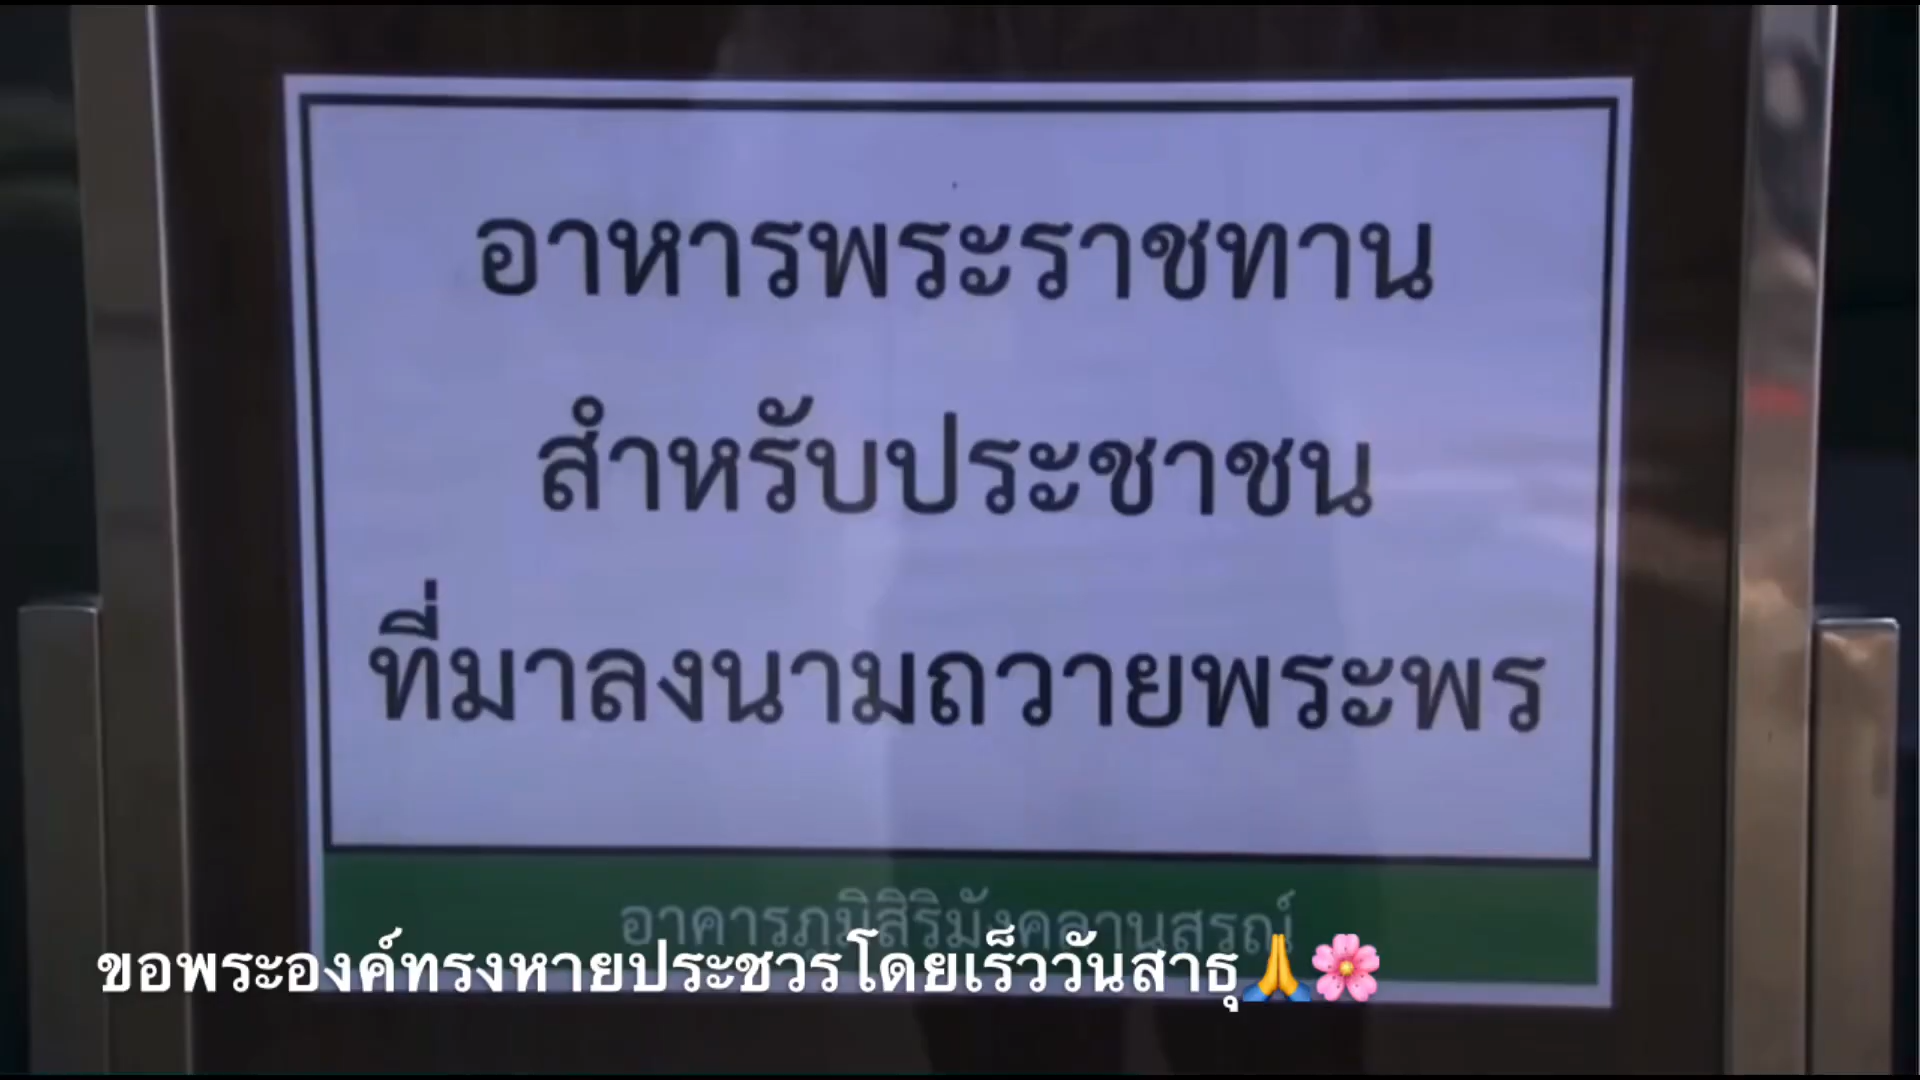 อาหารพระราชทาน
สำหรับประชาชน
ที่มาลงนามถวายพระพร
อาคารภูมิสิริมังคลานุสรณ์
ขอพระองค์ทรงหายประชวรโดยเร็ววันสาธุ🙏🌸